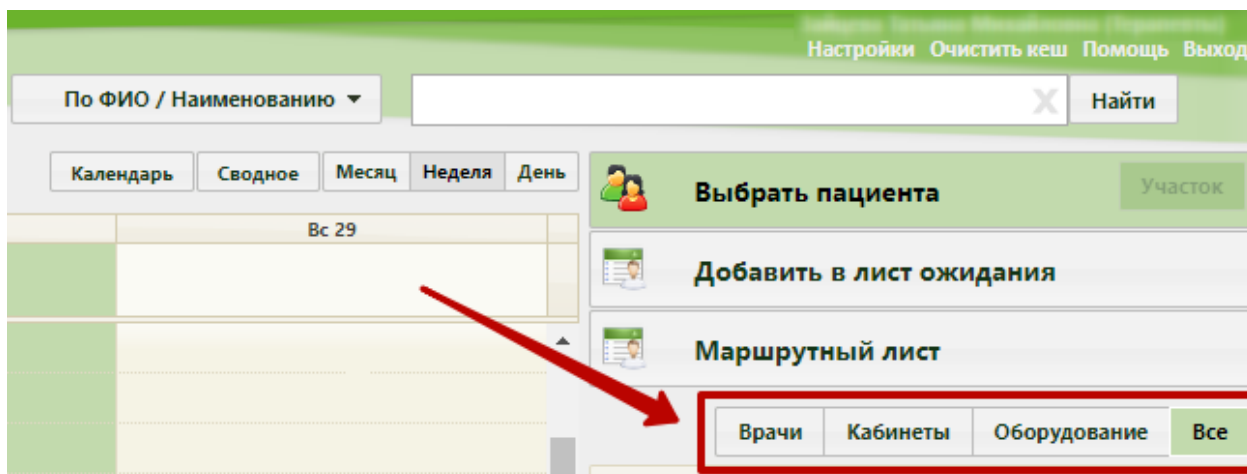 Настройки Очистить кеш Помощь Выход
По ФИО / Наименованию
X Найти
Календарь Сводное Месяц Неделя День
Выбрать пациента Участок
Вс 29
Добавить в лист ожидания
Маршрутный лист
Врачи Кабинеты Оборудование Все